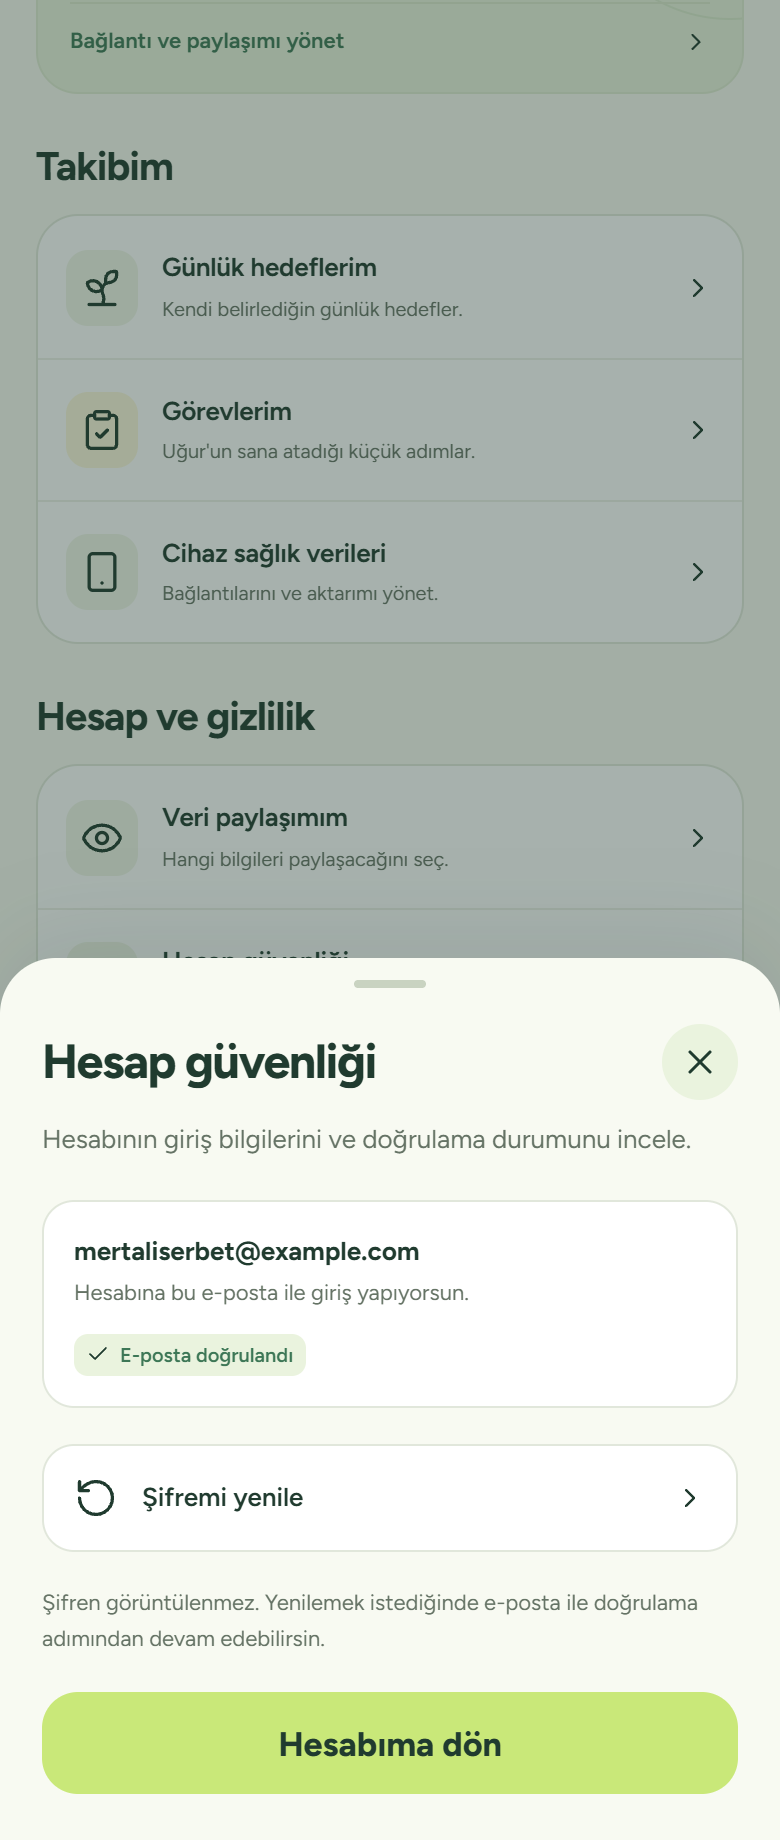 Bağlantı ve paylaşımı yönet
Takibim
Günlük hedeflerim
Kendi belirlediğin günlük hedefler.
Görevlerim
Uğur'un sana atadığı küçük adımlar.
Cihaz sağlık verileri
Bağlantılarını ve aktarımı yönet.
Hesap ve gizlilik
Veri paylaşımım
Hangi bilgileri paylaşacağını seç.
Hesap güvenliği
Hesap güvenliği
Hesabının giriş bilgilerini ve doğrulama durumunu incele.
mertaliserbet@example.com
Hesabına bu e-posta ile giriş yapıyorsun.
E-posta doğrulandı
Şifremi yenile
Şifren görüntülenmez. Yenilemek istediğinde e-posta ile doğrulama
adımından devam edebilirsin.
Hesabıma dön